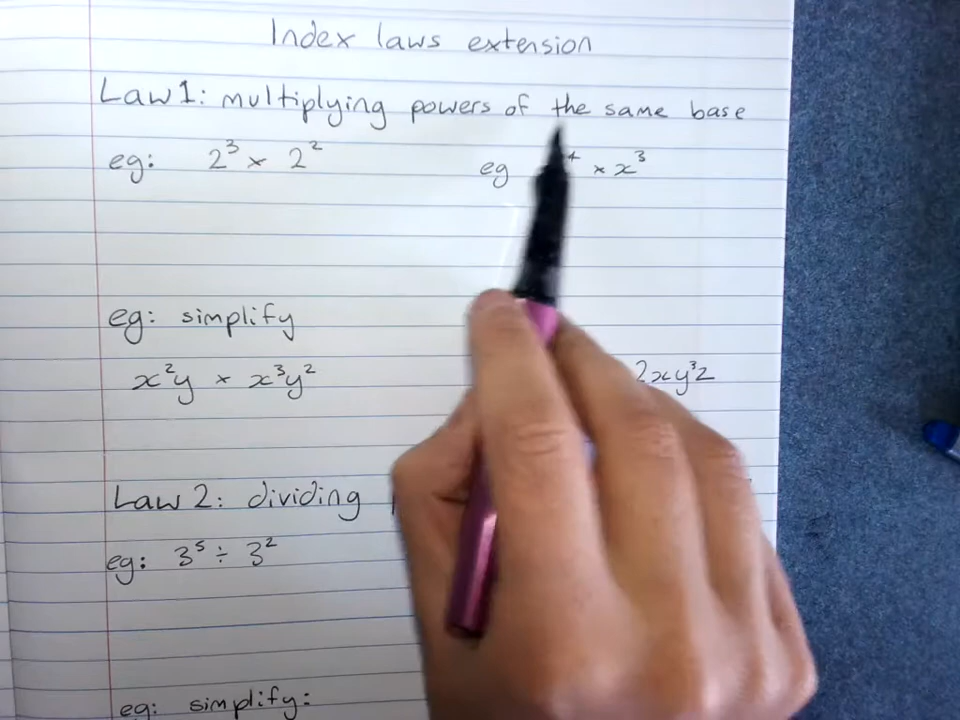 Index laws extension
Law 1: multiplying powers of the same base
eg: 2³ × 2² eg ⁴ × x³
eg: simplify
x²y × x³y² 2xy³z
Law 2: dividing
eg: 3⁵ ÷ 3²
eg: simplify: